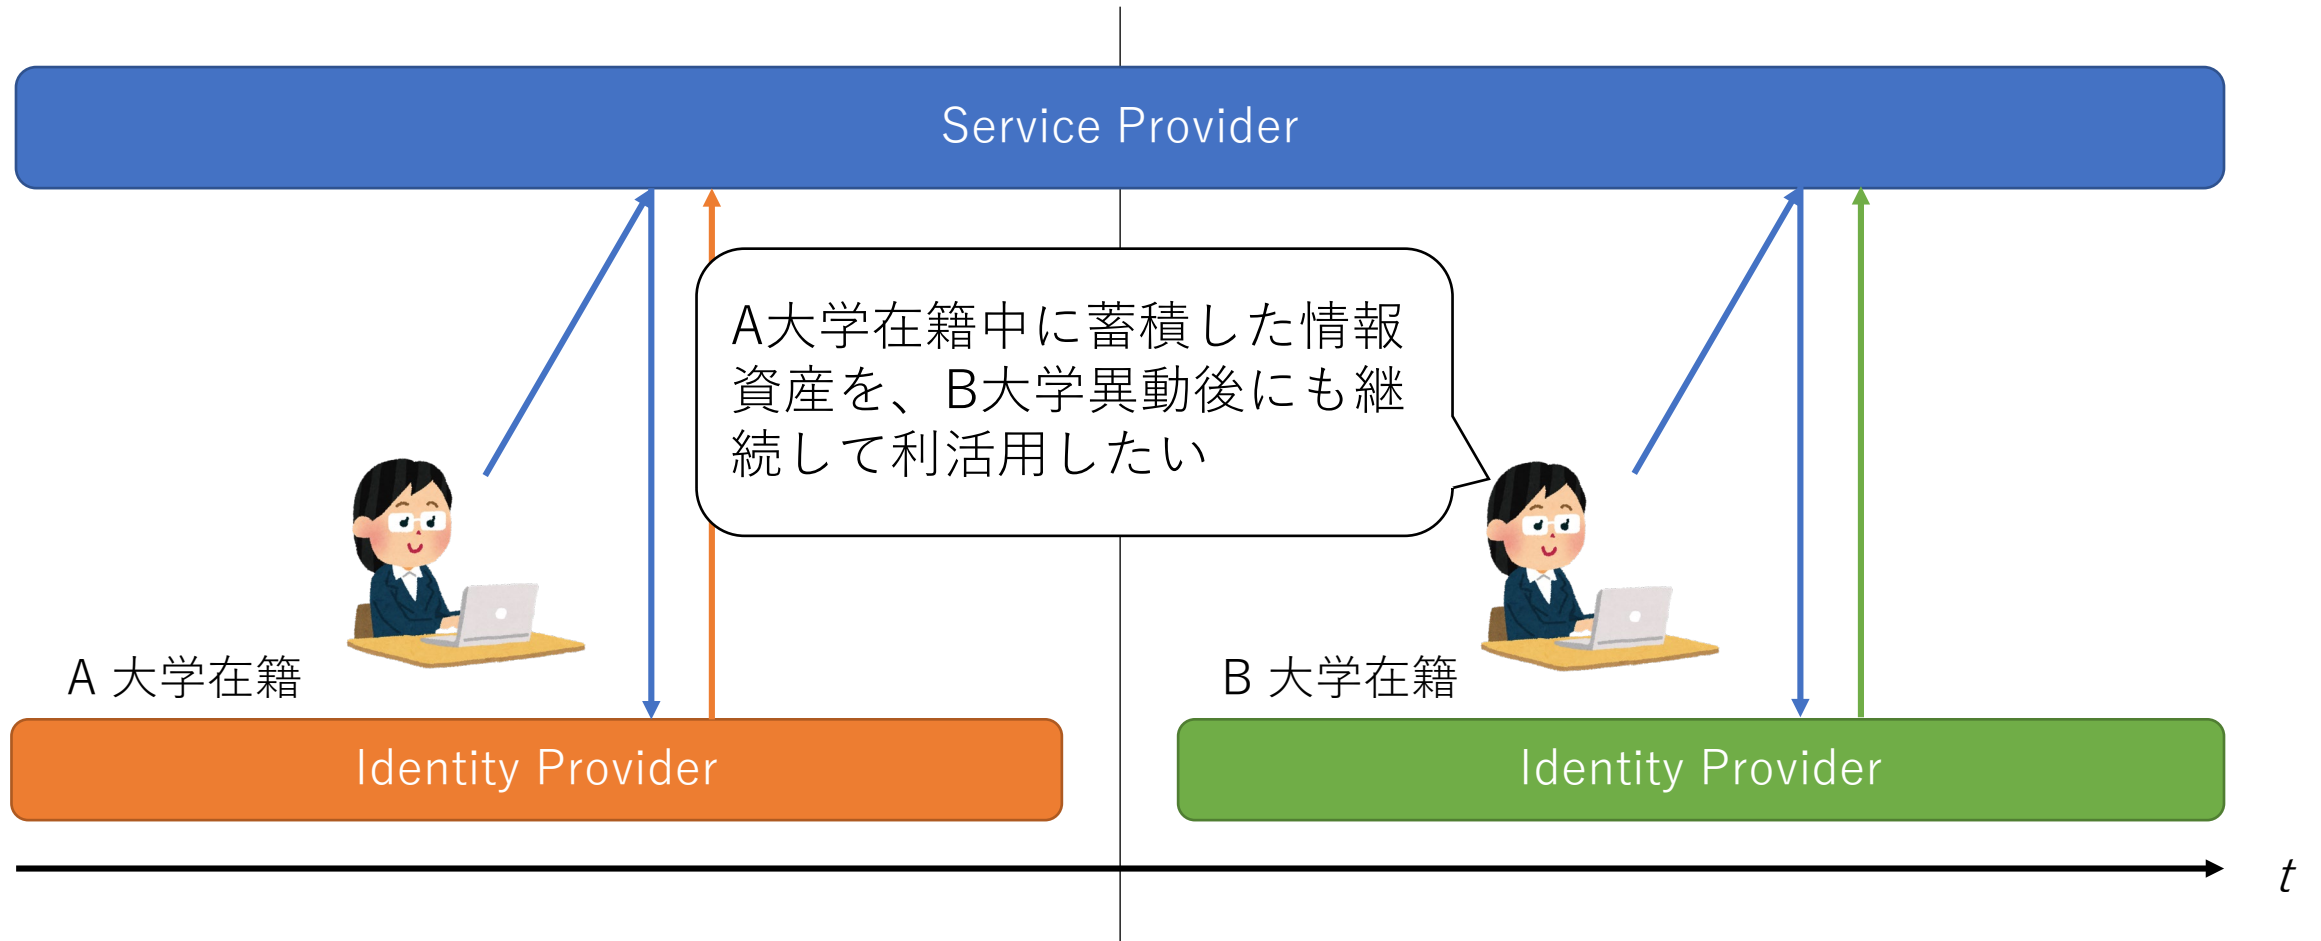 Service Provider
A大学在籍中に蓄積した情報
資産を、B大学異動後にも継
続して利活用したい
A 大学在籍
B 大学在籍
Identity Provider
Identity Provider
t